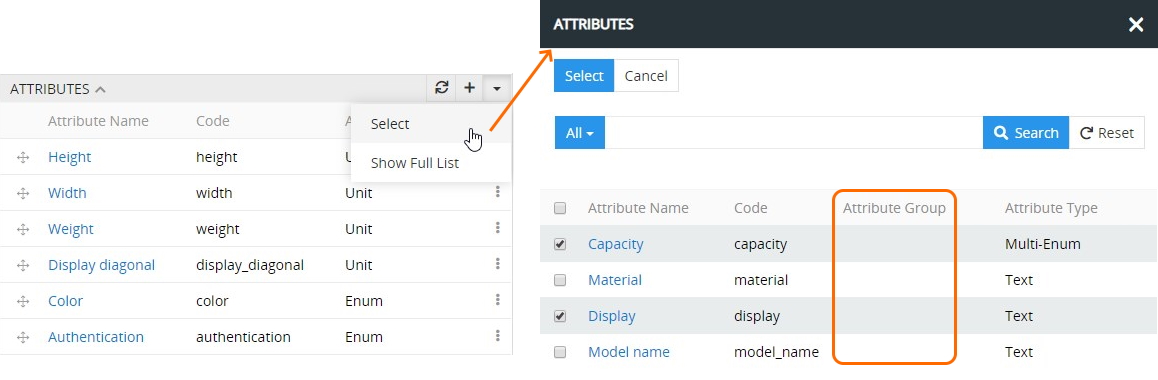 ATTRIBUTES
Attribute Name Code A
Select
Show Full List
Height height U
Width width Unit
Weight weight Unit
Display diagonal display_diagonal Unit
Color color Enum
Authentication authentication Enum
ATTRIBUTES
Select Cancel
All Search Reset
Attribute Name Code Attribute Group Attribute Type
Capacity capacity Multi-Enum
Material material Text
Display display Text
Model name model_name Text